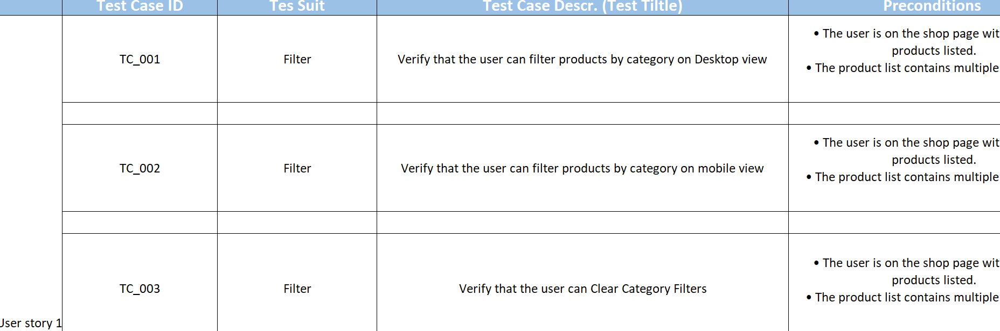 Test Case ID Tes Suit Test Case Descr. (Test Tiltle) Preconditions
• The user is on the shop page wit
products listed.
TC_001 Filter Verify that the user can filter products by category on Desktop view
• The product list contains multiple
• The user is on the shop page wit
products listed.
TC_002 Filter Verify that the user can filter products by category on mobile view
• The product list contains multiple
• The user is on the shop page wit
products listed.
TC_003 Filter Verify that the user can Clear Category Filters
• The product list contains multiple
User story 1